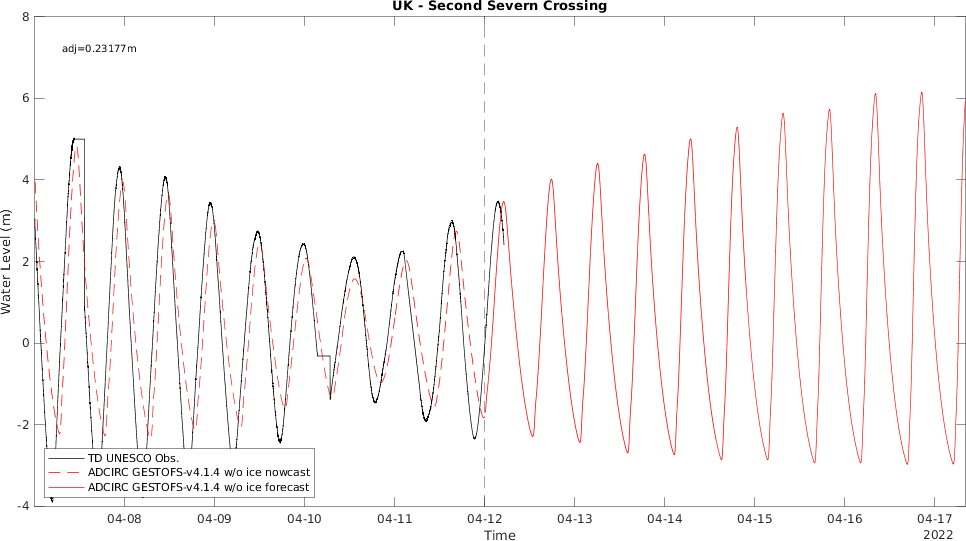 UK - Second Severn Crossing
8
adj=0.23177m
6
4
2
0
-2
-4
Water Level (m)
TD UNESCO Obs.
ADCIRC GESTOFS-v4.1.4 w/o ice nowcast
ADCIRC GESTOFS-v4.1.4 w/o ice forecast
04-08 04-09 04-10 04-11 04-12 04-13 04-14 04-15 04-16 04-17
Time
2022